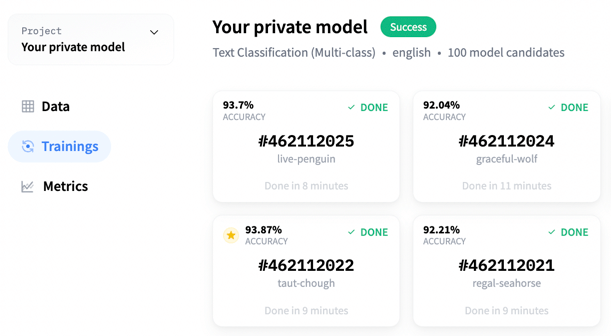 Project
Your private model
Data
Trainings
Metrics
Your private model
Success
Text Classification (Multi-class) • english • 100 model candidates
93.7%
ACCURACY
✓ DONE
#462112025
live-penguin
Done in 8 minutes
92.04%
ACCURACY
✓ DONE
#462112024
graceful-wolf
Done in 11 minutes
93.87%
ACCURACY
✓ DONE
#462112022
taut-chough
Done in 9 minutes
92.21%
ACCURACY
✓ DONE
#462112021
regal-seahorse
Done in 9 minutes